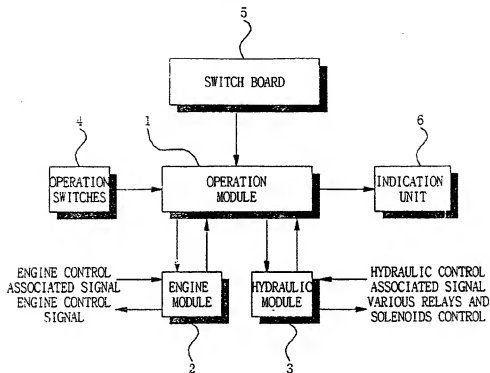 5
SWITCH BOARD
4
1
6
OPERATION
SWITCHES
OPERATION
MODULE
INDICATION
UNIT
ENGINE CONTROL
ASSOCIATED SIGNAL
ENGINE CONTROL
SIGNAL
ENGINE
MODULE
HYDRAULIC
MODULE
HYDRAULIC CONTROL
ASSOCIATED SIGNAL
VARIOUS RELAYS AND
SOLENOIDS CONTROL
2
3